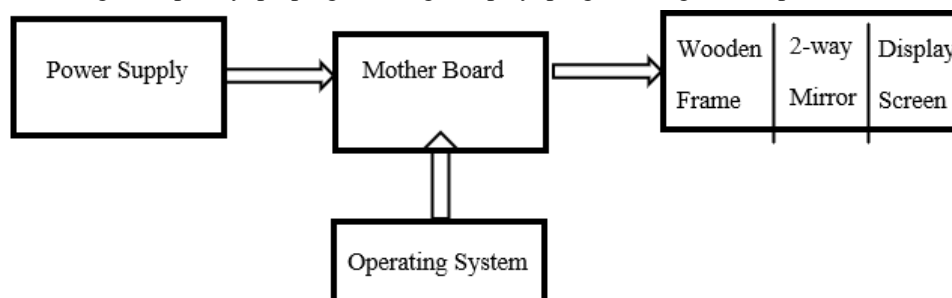 Power Supply
Mother Board
Wooden
Frame
2-way
Mirror
Display
Screen
Operating System